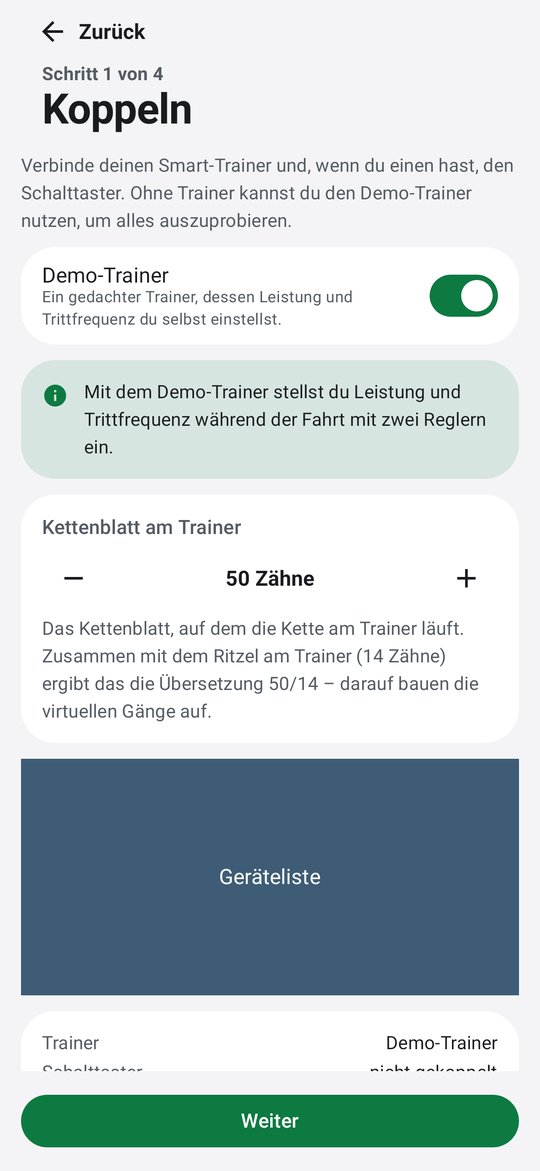 Zurück
Schritt 1 von 4
Koppeln
Verbinde deinen Smart-Trainer und, wenn du einen hast, den
Schalttaster. Ohne Trainer kannst du den Demo-Trainer
nutzen, um alles auszuprobieren.
Demo-Trainer
Ein gedachter Trainer, dessen Leistung und
Trittfrequenz du selbst einstellst.
Mit dem Demo-Trainer stellst du Leistung und
Trittfrequenz während der Fahrt mit zwei Reglern
ein.
Kettenblatt am Trainer
50 Zähne
Das Kettenblatt, auf dem die Kette am Trainer läuft.
Zusammen mit dem Ritzel am Trainer (14 Zähne)
ergibt das die Übersetzung 50/14 – darauf bauen die
virtuellen Gänge auf.
Geräteliste
Trainer Demo-Trainer
Schalttaster nicht gekoppelt
Weiter